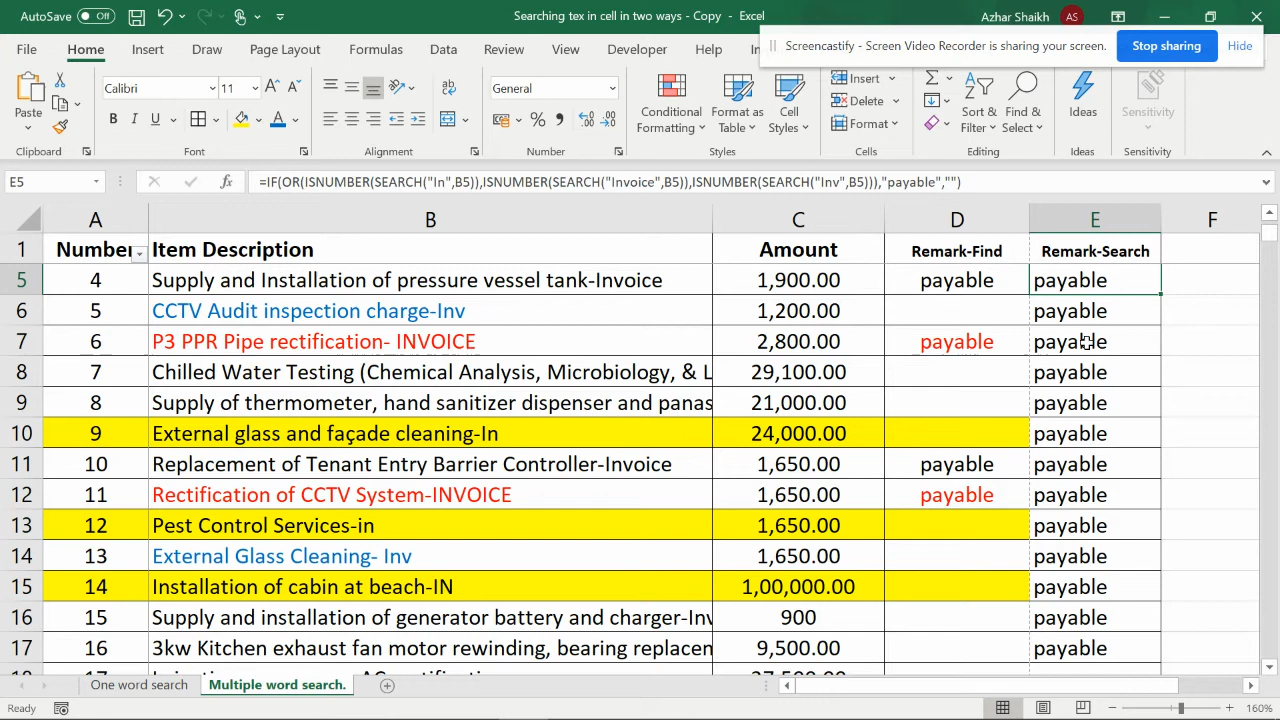 AutoSave Off Searching tex in cell in two ways - Copy - Excel Azhar Shaikh AS
File Home Insert Draw Page Layout Formulas Data Review View Developer Help
Screencastify - Screen Video Recorder is sharing your screen. Stop sharing Hide
Paste
Clipboard
Calibri 11
B I U
Font
Alignment
General
Number
Conditional Formatting
Format as Table
Cell Styles
Styles
Insert
Delete
Format
Cells
Sort & Filter
Find & Select
Editing
Ideas
Ideas
Sensitivity
Sensitivity
E5 fx =IF(OR(ISNUMBER(SEARCH("In",B5)),ISNUMBER(SEARCH("Invoice",B5)),ISNUMBER(SEARCH("Inv",B5))),"payable","")
A B C D E F
1 Number Item Description Amount Remark-Find Remark-Search
5 4 Supply and Installation of pressure vessel tank-Invoice 1,900.00 payable payable
6 5 CCTV Audit inspection charge-Inv 1,200.00 payable
7 6 P3 PPR Pipe rectification- INVOICE 2,800.00 payable payable
8 7 Chilled Water Testing (Chemical Analysis, Microbiology, & L 29,100.00 payable
9 8 Supply of thermometer, hand sanitizer dispenser and panas 21,000.00 payable
10 9 External glass and façade cleaning-In 24,000.00 payable
11 10 Replacement of Tenant Entry Barrier Controller-Invoice 1,650.00 payable payable
12 11 Rectification of CCTV System-INVOICE 1,650.00 payable payable
13 12 Pest Control Services-in 1,650.00 payable
14 13 External Glass Cleaning- Inv 1,650.00 payable
15 14 Installation of cabin at beach-IN 1,00,000.00 payable
16 15 Supply and installation of generator battery and charger-Inv 900 payable
17 16 3kw Kitchen exhaust fan motor rewinding, bearing replacen 9,500.00 payable
One word search. Multiple word search.
160%